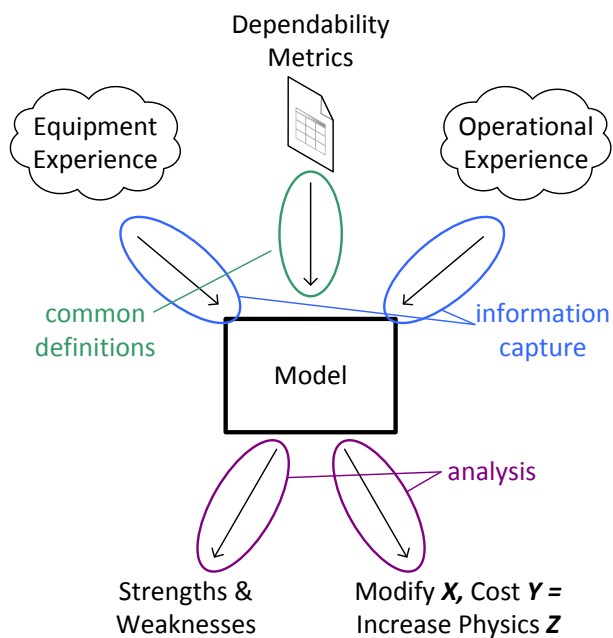 Dependability
Metrics
Equipment
Experience
Operational
Experience
common
definitions
information
capture
Model
analysis
Strengths &
Weaknesses
Modify X, Cost Y =
Increase Physics Z